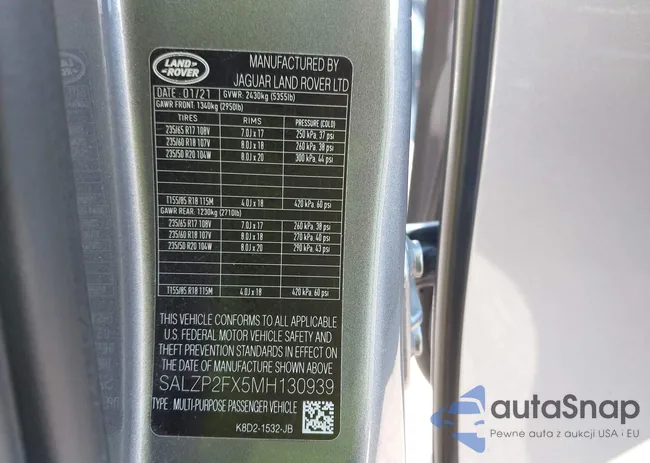 LAND
ROVER
MANUFACTURED BY
JAGUAR LAND ROVER LTD
DATE 01/21 GVWR: 2430kg (5355lb)
GAWR FRONT: 1340kg (2950lb)
TIRES RIMS PRESSURE (COLD)
235/65 R17 108V 7.0J x 17 250 kPa, 37 psi
235/60 R18 107V 8.0J x 18 260 kPa, 38 psi
235/50 R20 104W 8.0J x 20 300 kPa, 44 psi
T155/85 R18 115M 4.0J x 18 420 kPa, 60 psi
GAWR REAR: 1230kg (2710lb)
235/65 R17 108V 7.0J x 17 260 kPa, 38 psi
235/60 R18 107V 8.0J x 18 270 kPa, 40 psi
235/50 R20 104W 8.0J x 20 290 kPa, 43 psi
T155/85 R18 115M 4.0J x 18 420 kPa, 60 psi
THIS VEHICLE CONFORMS TO ALL APPLICABLE
U.S. FEDERAL MOTOR VEHICLE SAFETY AND
THEFT PREVENTION STANDARDS IN EFFECT ON
THE DATE OF MANUFACTURE SHOWN ABOVE
SALZP2FX5MH130939
TYPE : MULTI-PURPOSE PASSENGER VEHICLE
K8D2-1532-JB
autaSnap
Pewne auta z aukcji USA i EU